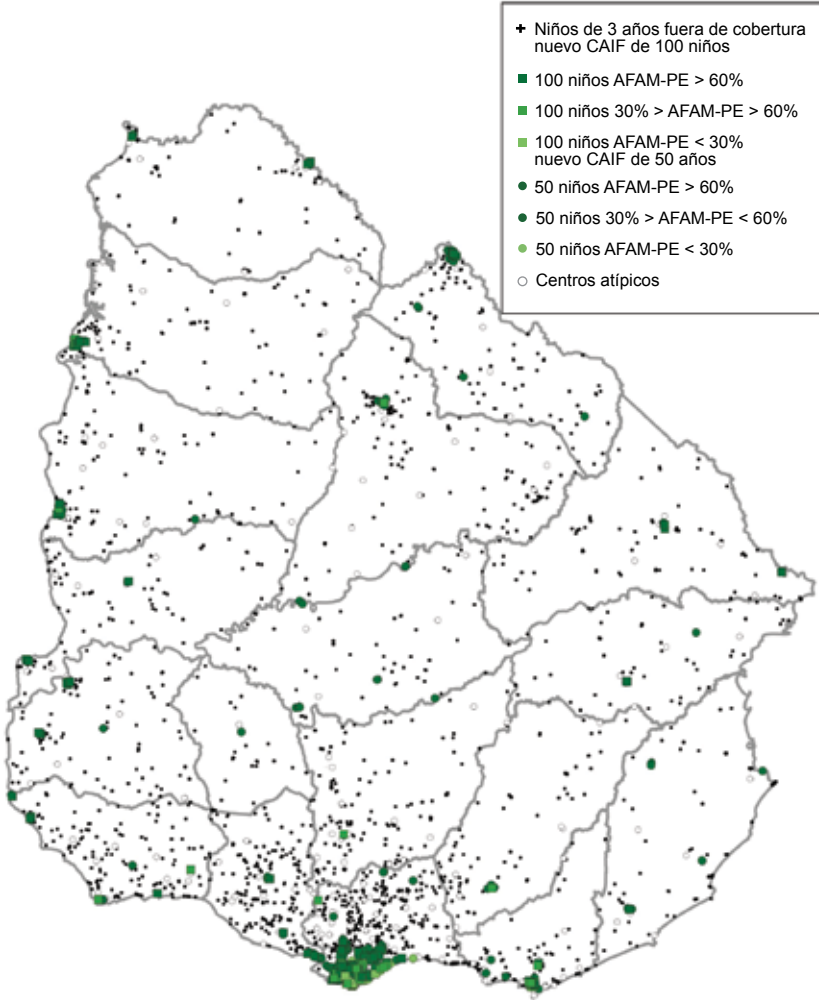 Niños de 3 años fuera de cobertura
nuevo CAIF de 100 niños
100 niños AFAM-PE > 60%
100 niños 30% > AFAM-PE > 60%
100 niños AFAM-PE < 30%
nuevo CAIF de 50 años
50 niños AFAM-PE > 60%
50 niños 30% > AFAM-PE < 60%
50 niños AFAM-PE < 30%
Centros atípicos